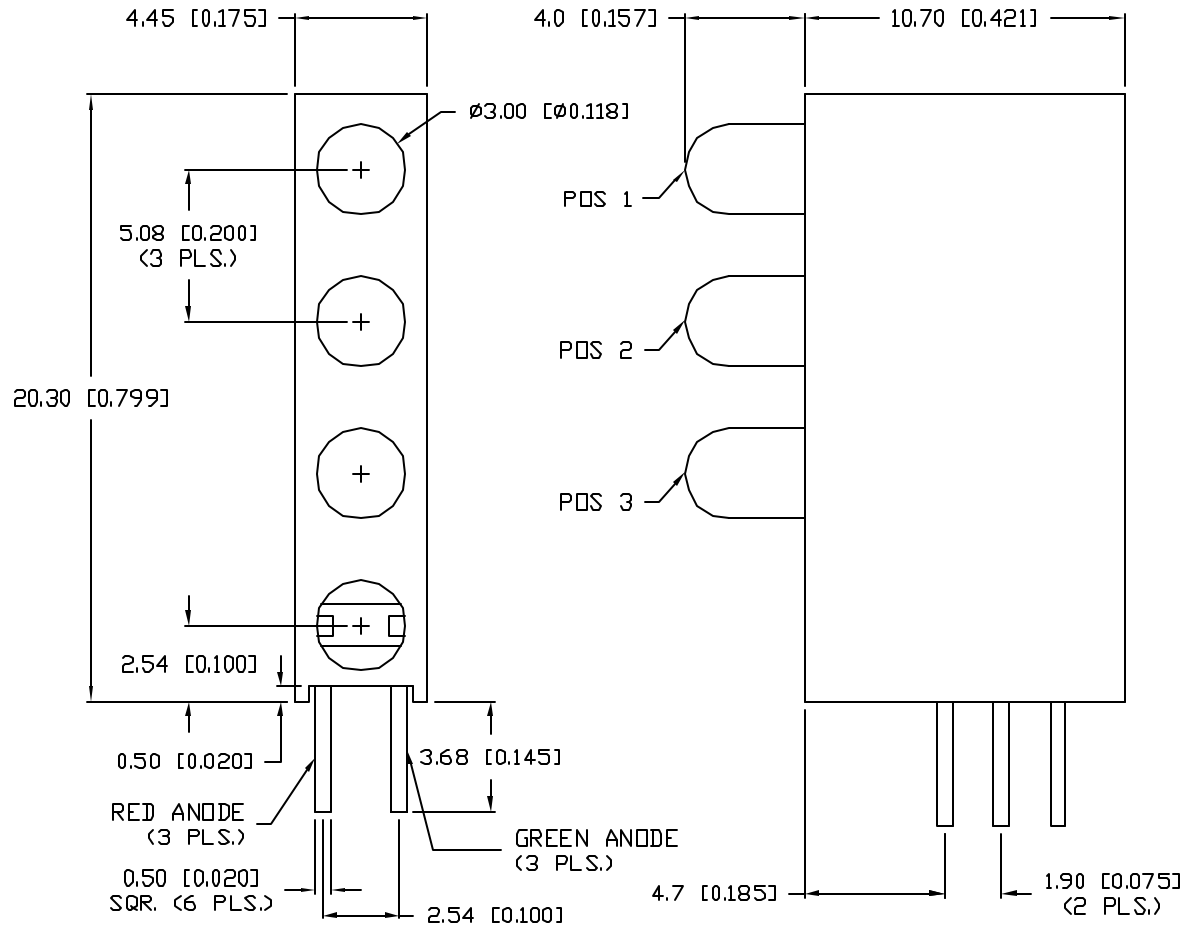 4.45 [0.175]
4.0 [0.157]
10.70 [0.421]
Ø3.00 [Ø0.118]
POS 1
5.08 [0.200]
(3 PLS.)
POS 2
20.30 [0.799]
POS 3
2.54 [0.100]
0.50 [0.020]
3.68 [0.145]
RED ANODE
(3 PLS.)
GREEN ANODE
(3 PLS.)
0.50 [0.020]
SQR. (6 PLS.)
2.54 [0.100]
4.7 [0.185]
1.90 [0.075]
(2 PLS.)